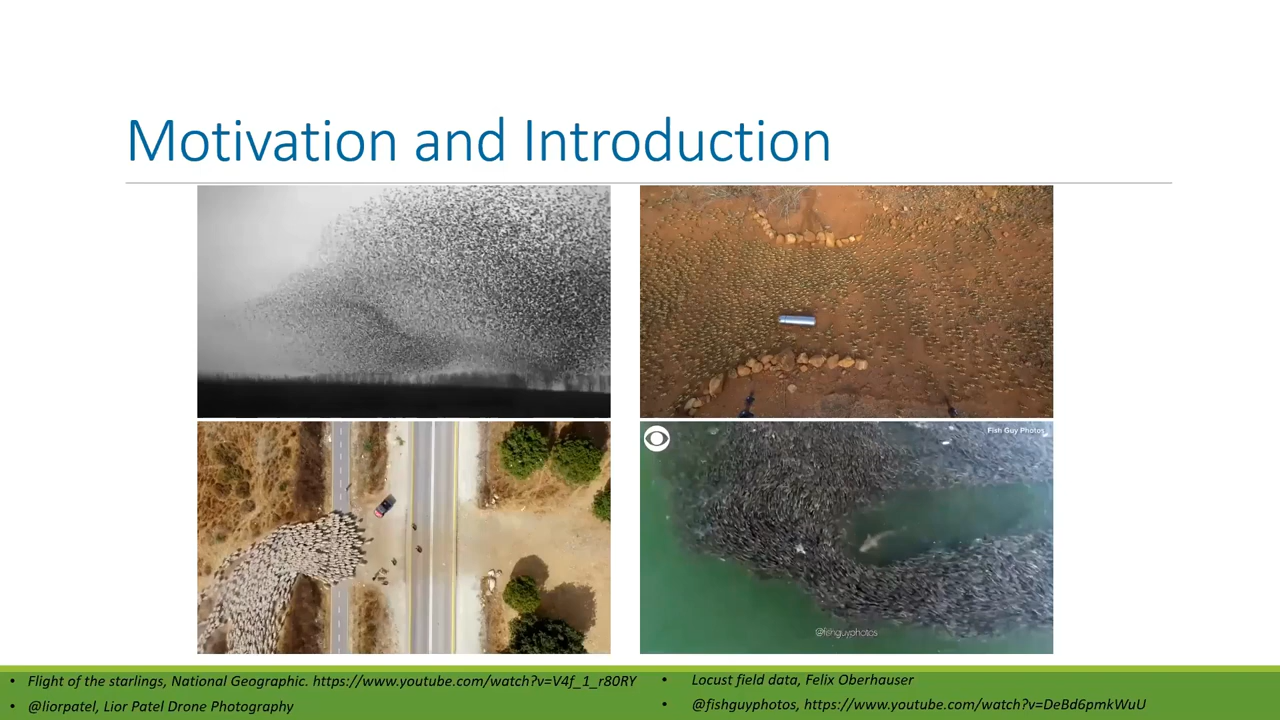 Motivation and Introduction
Fish Guy Photos
@fishguyphotos
• Flight of the starlings, National Geographic. https://www.youtube.com/watch?v=V4f_1_r80RY
• @liorpatel, Lior Patel Drone Photography
• Locust field data, Felix Oberhauser
• @fishguyphotos, https://www.youtube.com/watch?v=DeBd6pmkWuU